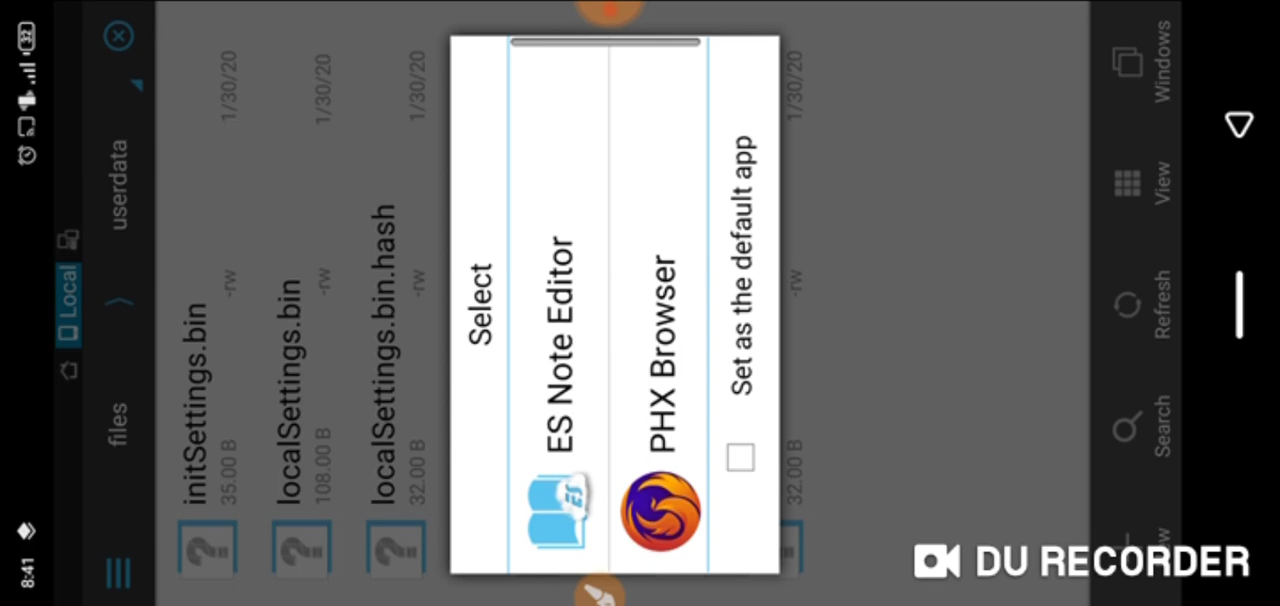 8:41
32
Local
files
userdata
initSettings.bin
35.00 B
-rw
1/30/20
localSettings.bin
108.00 B
-rw
1/30/20
localSettings.bin.hash
32.00 B
-rw
1/30/20
Select
ES Note Editor
ES
PHX Browser
Set as the default app
32.00 B
-rw
1/30/20
Search
Refresh
View
Windows
DU RECORDER